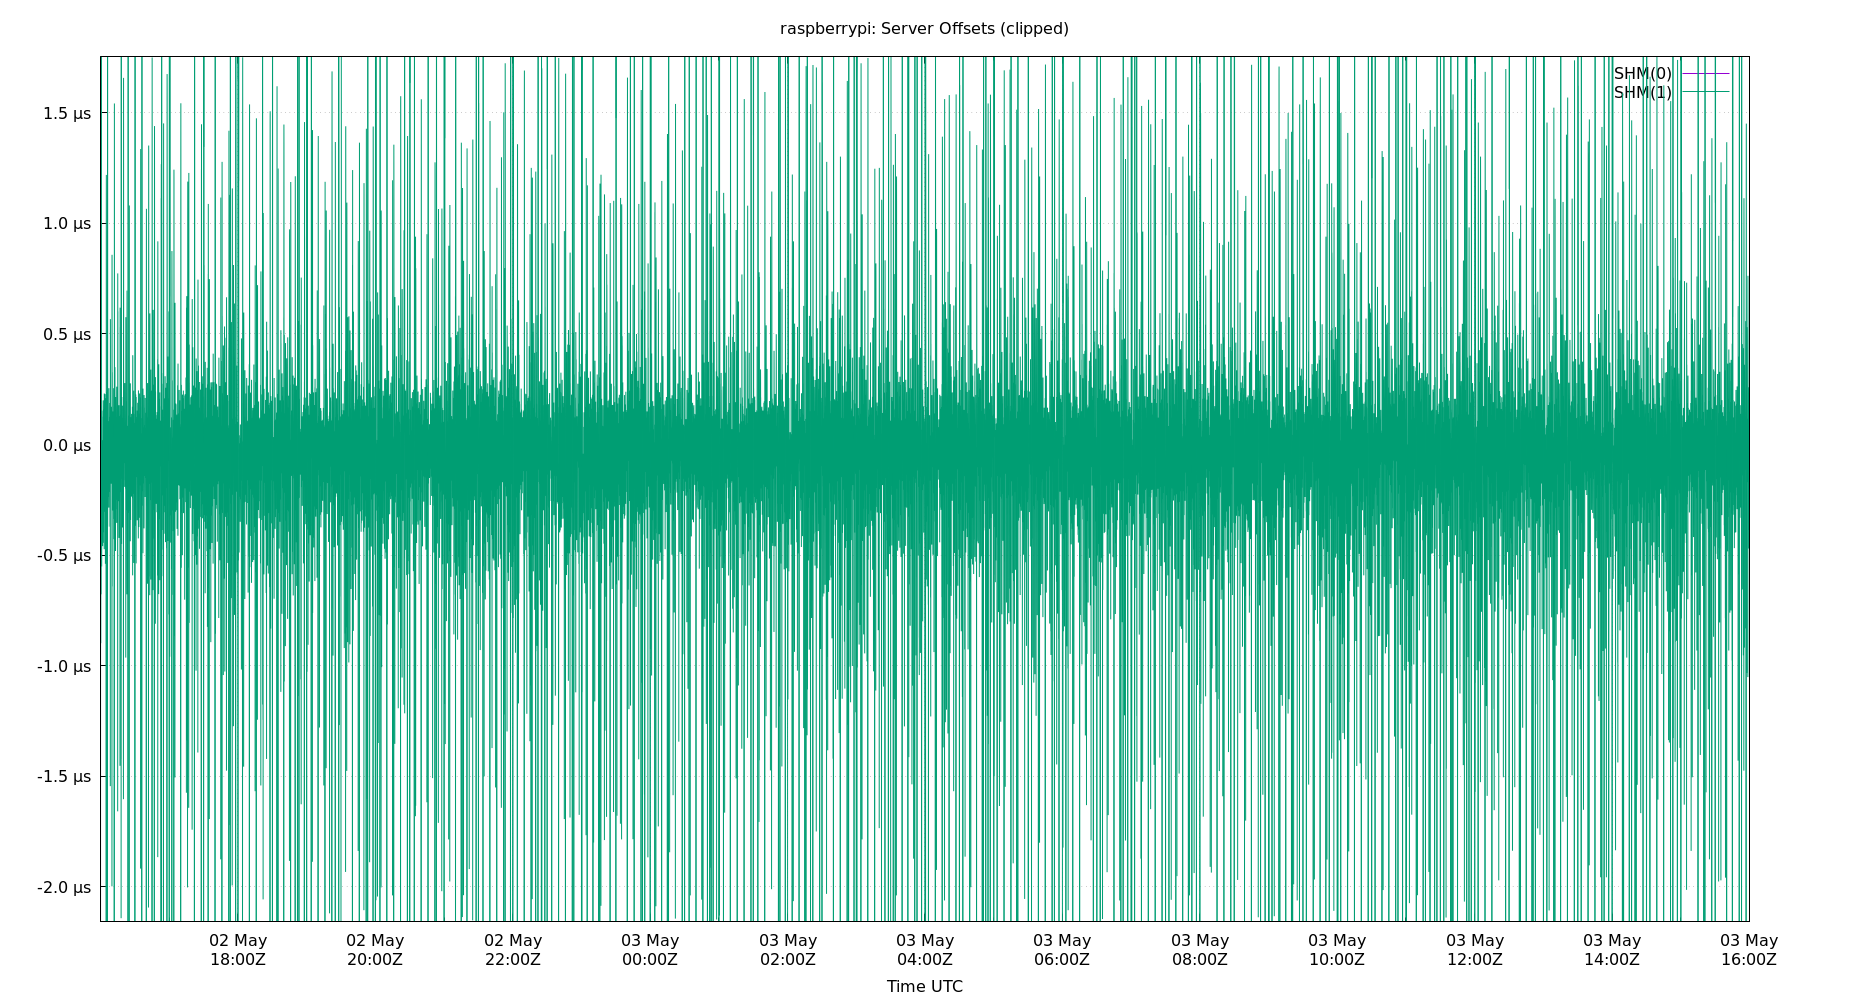 raspberrypi: Server Offsets (clipped)
SHM(0)
SHM(1)
1.5 µs
1.0 µs
0.5 µs
0.0 µs
-0.5 µs
-1.0 µs
-1.5 µs
-2.0 µs
02 May 02 May 02 May 03 May 03 May 03 May 03 May 03 May 03 May 03 May 03 May 03 May
18:00Z 20:00Z 22:00Z 00:00Z 02:00Z 04:00Z 06:00Z 08:00Z 10:00Z 12:00Z 14:00Z 16:00Z
Time UTC